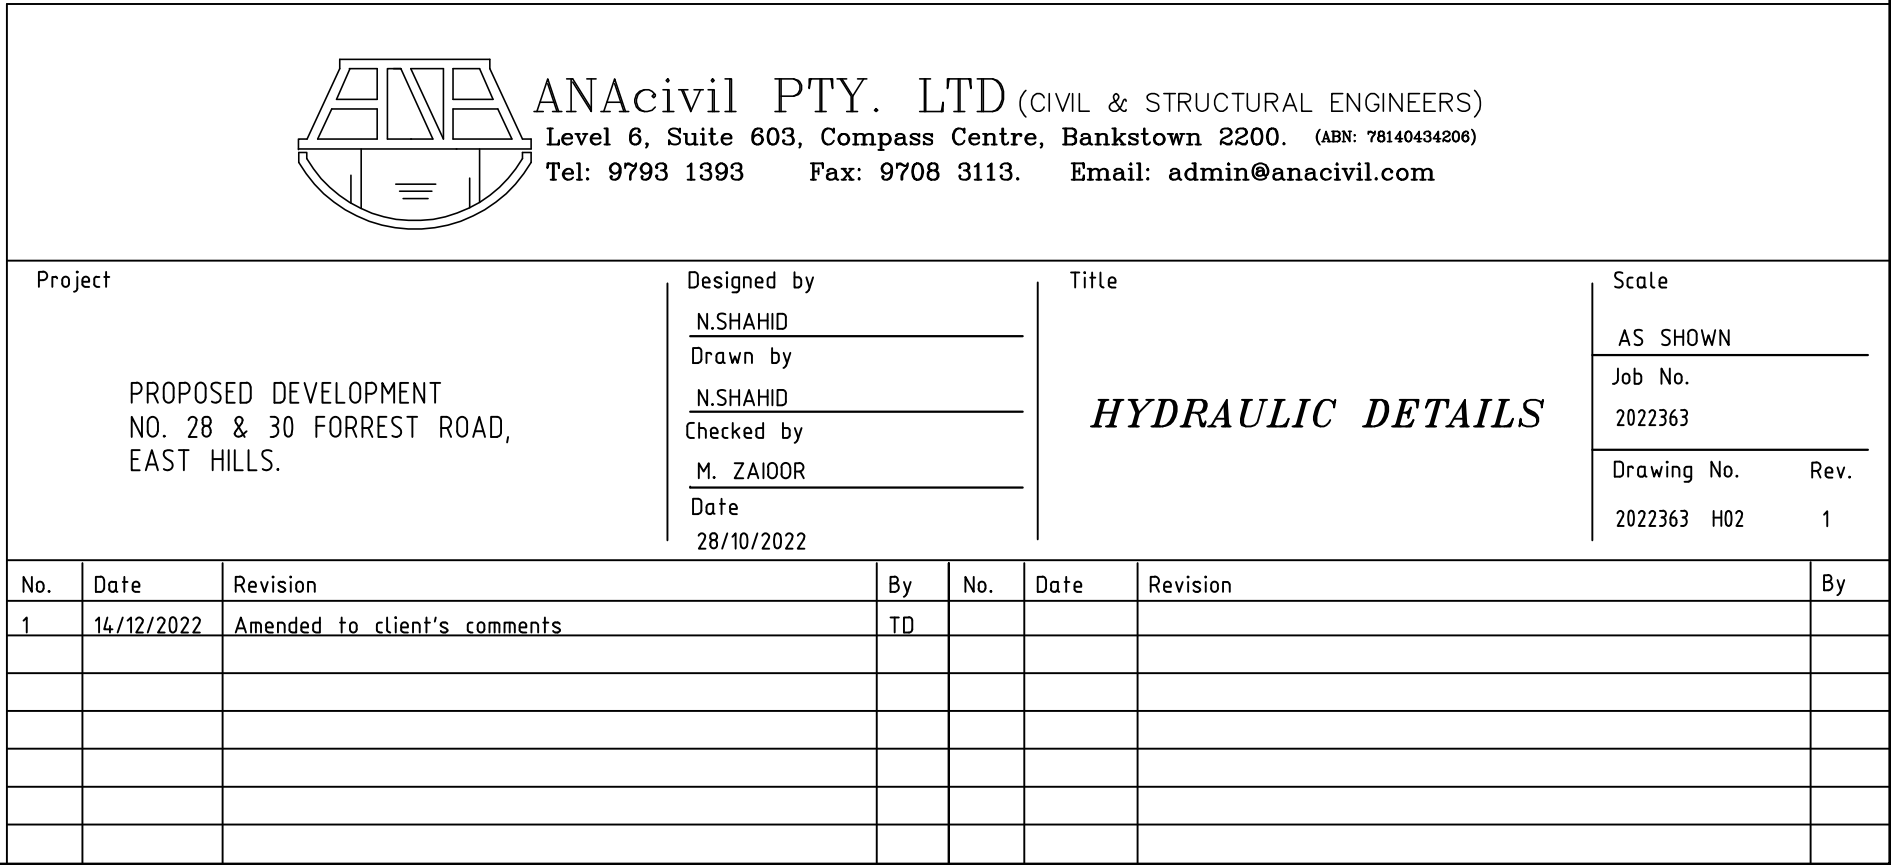 ANAcivil PTY. LTD (CIVIL & STRUCTURAL ENGINEERS)
Level 6, Suite 603, Compass Centre, Bankstown 2200. (ABN: 78140434206)
Tel: 9793 1393 Fax: 9708 3113. Email: admin@anacivil.com
Project
PROPOSED DEVELOPMENT
NO. 28 & 30 FORREST ROAD,
EAST HILLS.
Designed by
N.SHAHID
Drawn by
N.SHAHID
Checked by
M. ZAIOOR
Date
28/10/2022
Title
HYDRAULIC DETAILS
Scale
AS SHOWN
Job No.
2022363
Drawing No. Rev.
2022363 H02 1
No. Date Revision By No. Date Revision By
1 14/12/2022 Amended to client's comments TD